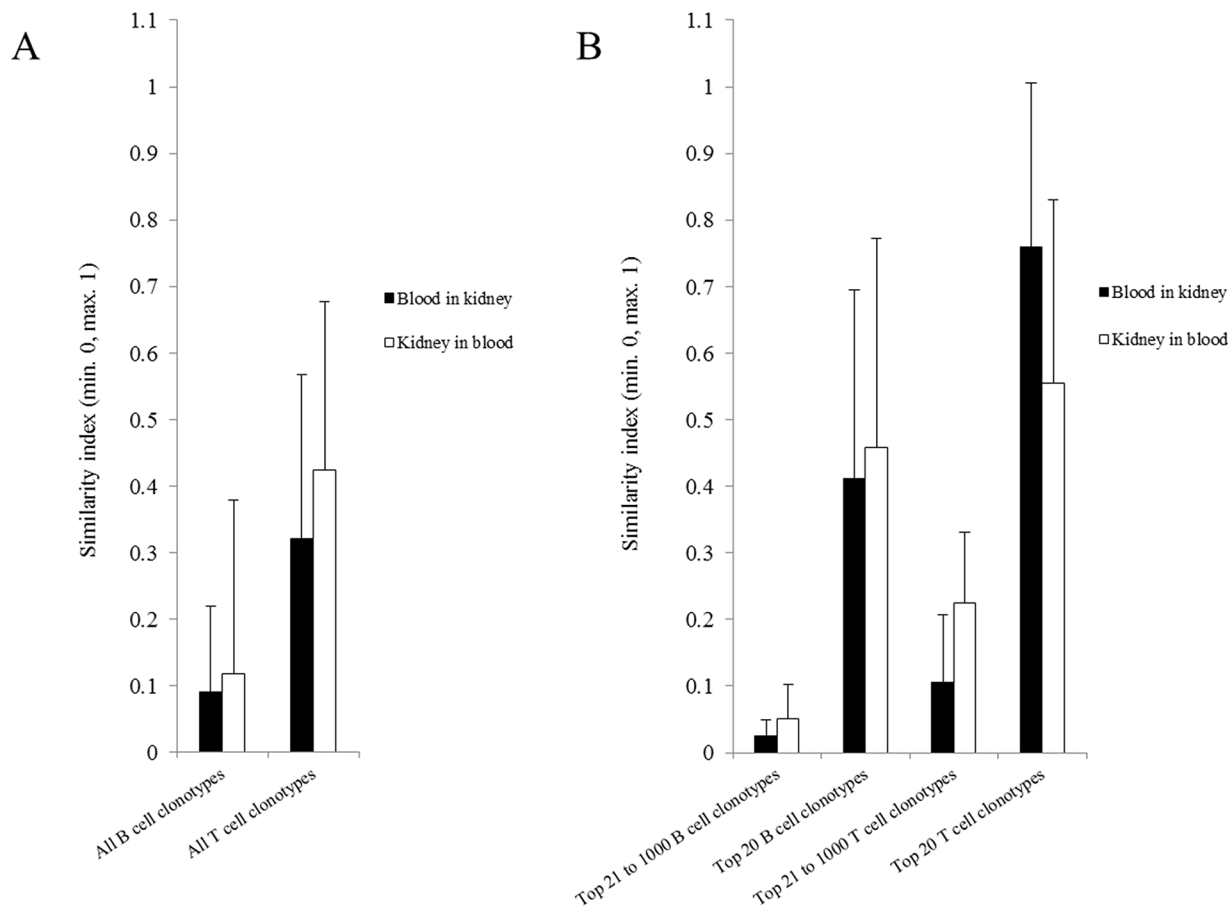 A
Similarity index (min. 0, max. 1)
1.1
1
0.9
0.8
0.7
0.6
0.5
0.4
0.3
0.2
0.1
0
All B cell clonotypes
All T cell clonotypes
Blood in kidney
Kidney in blood
B
Similarity index (min. 0, max. 1)
1.1
1
0.9
0.8
0.7
0.6
0.5
0.4
0.3
0.2
0.1
0
Top 21 to 1000 B cell clonotypes
Top 20 B cell clonotypes
Top 21 to 1000 T cell clonotypes
Top 20 T cell clonotypes
Blood in kidney
Kidney in blood